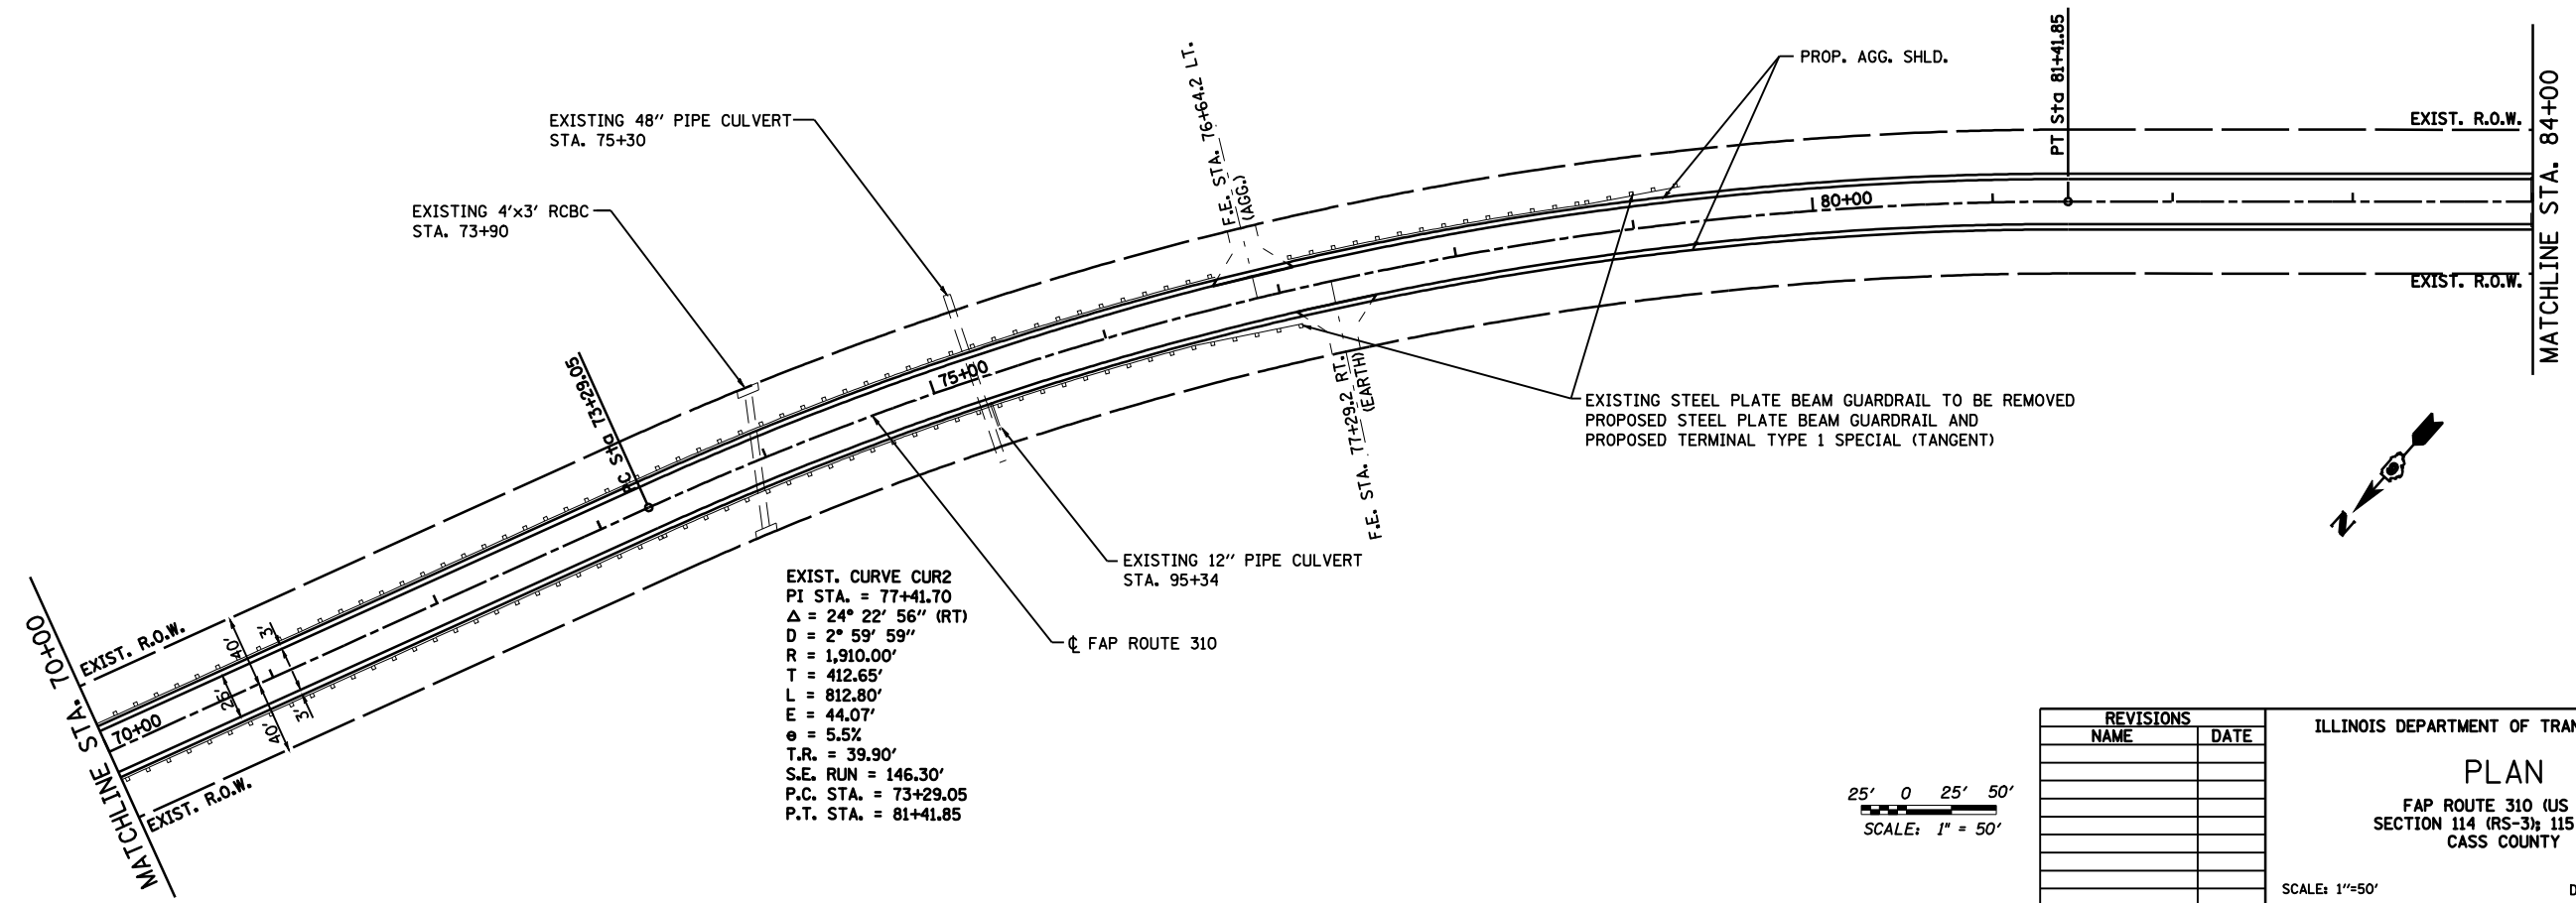 PROP. AGG. SHLD.
PT Sta 81+41.85
EXIST. R.O.W.
MATCHLINE STA. 84+00
EXIST. R.O.W.
80+00
F.E. STA. 76+64.2 LT.
(AGG.)
EXISTING 48" PIPE CULVERT
STA. 75+30
EXISTING 4'x3' RCBC
STA. 73+90
PC Sta 73+29.05
75+00
F.E. STA. 77+29.2 RT.
(EARTH)
EXISTING STEEL PLATE BEAM GUARDRAIL TO BE REMOVED
PROPOSED STEEL PLATE BEAM GUARDRAIL AND
PROPOSED TERMINAL TYPE 1 SPECIAL (TANGENT)
N
EXISTING 12" PIPE CULVERT
STA. 95+34
℄ FAP ROUTE 310
EXIST. CURVE CUR2
PI STA. = 77+41.70
Δ = 24° 22' 56" (RT)
D = 2° 59' 59"
R = 1,910.00'
T = 412.65'
L = 812.80'
E = 44.07'
e = 5.5%
T.R. = 39.90'
S.E. RUN = 146.30'
P.C. STA. = 73+29.05
P.T. STA. = 81+41.85
MATCHLINE STA. 70+00
EXIST. R.O.W.
40'
3'
26'
70+00
3'
40'
EXIST. R.O.W.
25' 0 25' 50'
SCALE: 1" = 50'
REVISIONS
NAME DATE
ILLINOIS DEPARTMENT OF TRAN
PLAN
FAP ROUTE 310 (US
SECTION 114 (RS-3); 115
CASS COUNTY
SCALE: 1"=50'
D